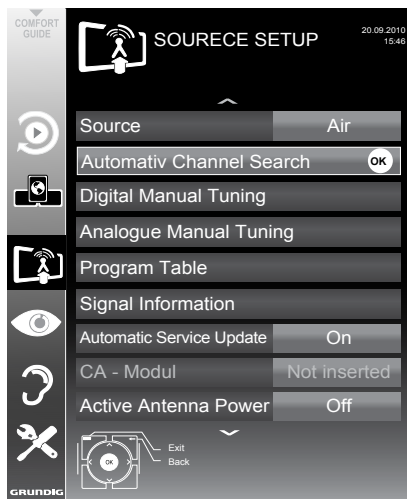 COMFORT
GUIDE
SOURECE SETUP
20.09.2010
15:46
Source Air
Automativ Channel Search OK
Digital Manual Tuning
Analogue Manual Tuning
Program Table
Signal Information
Automatic Service Update On
CA - Modul Not inserted
Active Antenna Power Off
OK
Exit
Back
GRUNDIG